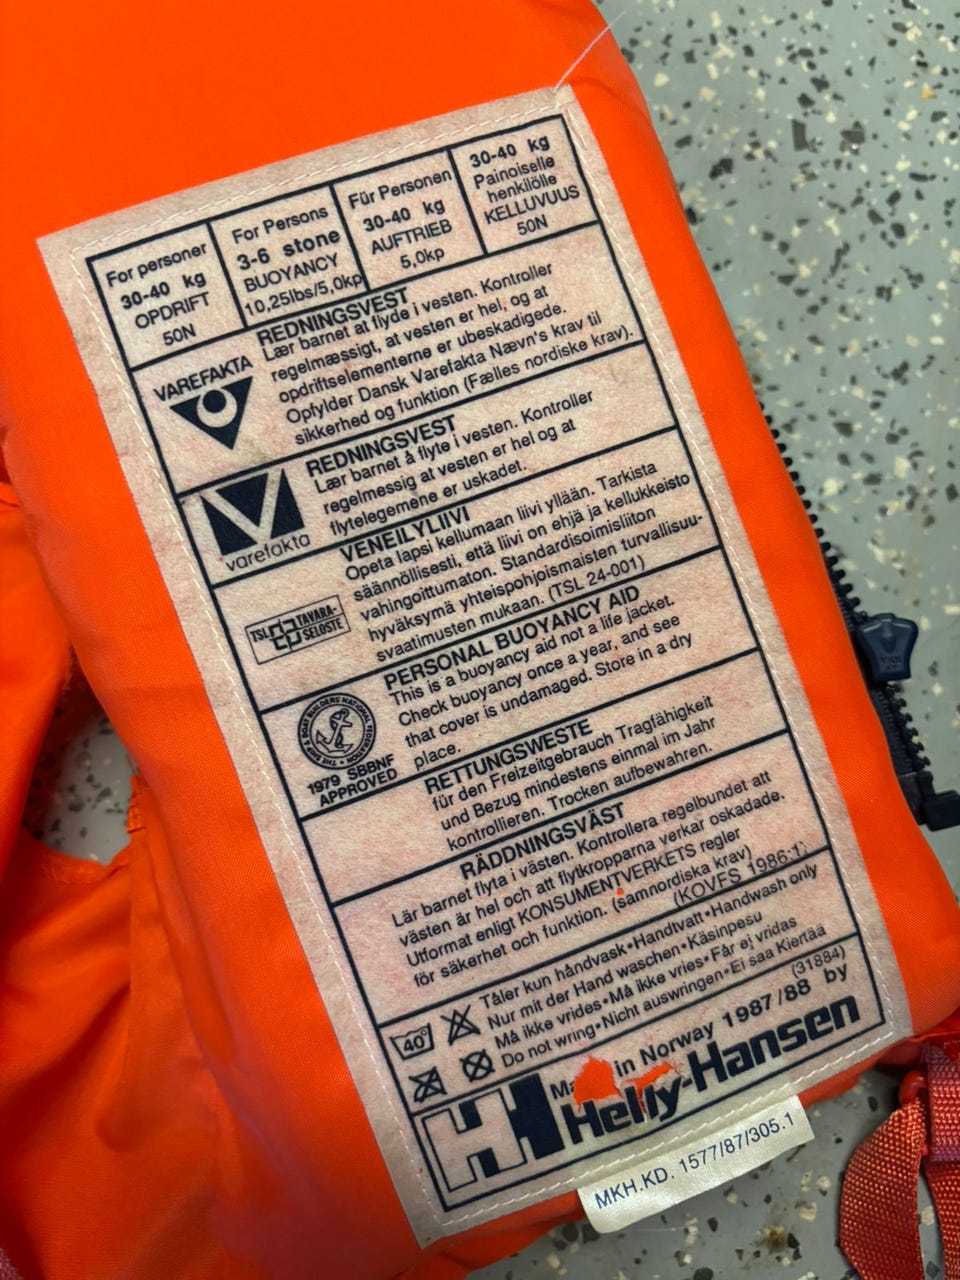 For personer
30-40 kg
OPDRIFT
50N
For Persons
3-6 stone
BUOYANCY
10,25lbs/5,0kp
Für Personen
30-40 kg
AUFTRIEB
5,0kp
30-40 kg
Painoiselle
henkilölle
KELLUVUUS
50N
VAREFAKTA
REDNINGSVEST
Lær barnet at flyde i vesten. Kontroller
regelmæssigt, at vesten er hel, og at
opdriftselementerne er ubeskadigede.
Opfylder Dansk Varefakta Nævn's krav til
sikkerhed og funktion (Fælles nordiske krav).
varefakta
REDNINGSVEST
Lær barnet å flyte i vesten. Kontroller
regelmessig at vesten er hel og at
flytelegemene er uskadet.
TSL TAVARA-
SELOSTE
VENEILYLIIVI
Opeta lapsi kellumaan liivi yllään. Tarkista
säännöllisesti, että liivi on ehjä ja kellukkeisto
vahingoittumaton. Standardisoimisliiton
hyväksymä yhteispohjoismaisten turvallisuu-
svaatimusten mukaan. (TSL 24-001)
THE SHIP & BOAT BUILDERS NATIONAL FEDERATION
1979 SBBNF
APPROVED
PERSONAL BUOYANCY AID
This is a buoyancy aid not a life jacket.
Check buoyancy once a year, and see
that cover is undamaged. Store in a dry
place.
RETTUNGSWESTE
für den Freizeitgebrauch Tragfähigkeit
und Bezug mindestens einmal im Jahr
kontrollieren. Trocken aufbewahren.
RÄDDNINGSVÄST
Lär barnet flyta i västen. Kontrollera regelbundet att
västen är hel och att flytkropparna verkar oskadade.
Utformat enligt KONSUMENTVERKETS regler
för säkerhet och funktion. (samnordiska krav)
(KOVFS 1986:1)
40°
Tåler kun håndvask•Handtvatt•Handwash only
Nur mit der Hand waschen•Käsinpesu
Må ikke vrides•Må ikke vries•Får ej vridas
Do not wring•Nicht auswringen•Ei saa Kiertää
(31884)
in Norway 1987/88 by
Helly-Hansen
MKH.KD. 1577/87/305.1
YKK